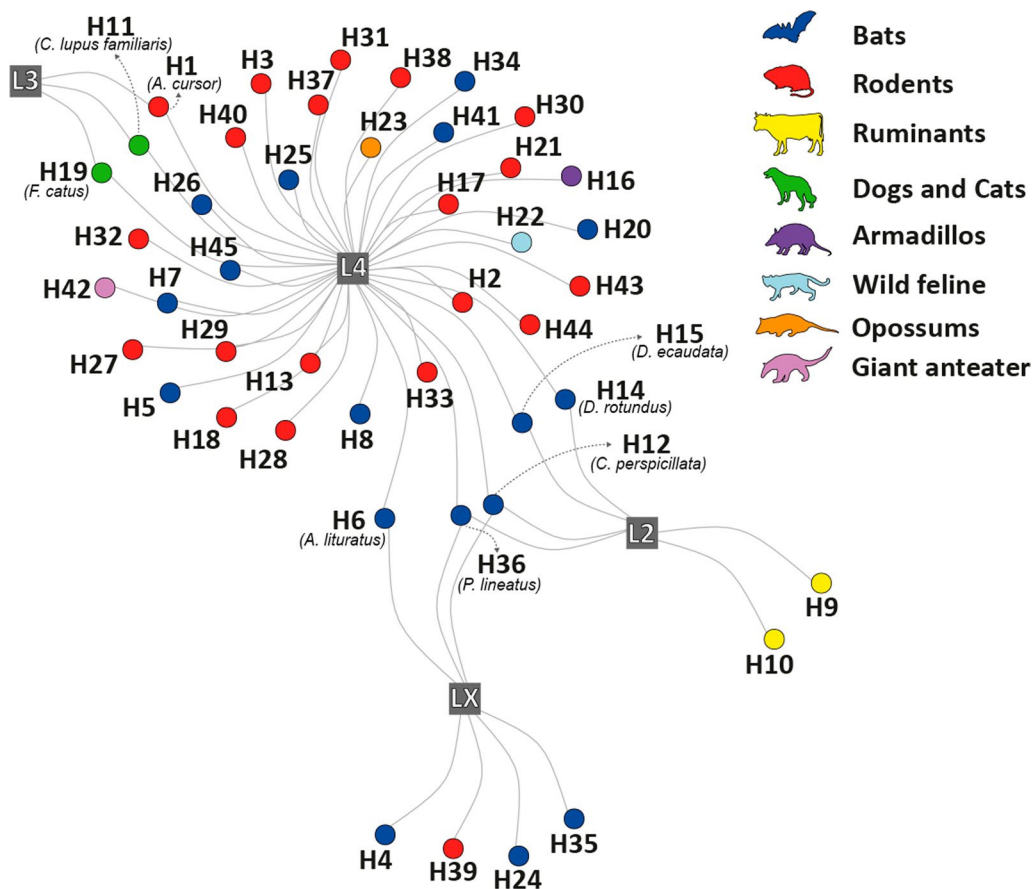 H11
(C. lupus familiaris)
L3
H1
(A. cursor)
H3
H31
H37
H38
H34
H40
H23
H41
H30
H25
H21
H19
(F. catus)
H26
H17
H16
H22
H20
H32
H45
L4
H42
H7
H2
H43
H29
H44
H27
H13
H15
(D. ecaudata)
H5
H33
H14
(D. rotundus)
H18
H28
H8
H12
(C. perspicillata)
H6
(A. lituratus)
L2
H36
(P. lineatus)
H9
H10
LX
H4
H39
H24
H35
Bats
Rodents
Ruminants
Dogs and Cats
Armadillos
Wild feline
Opossums
Giant anteater